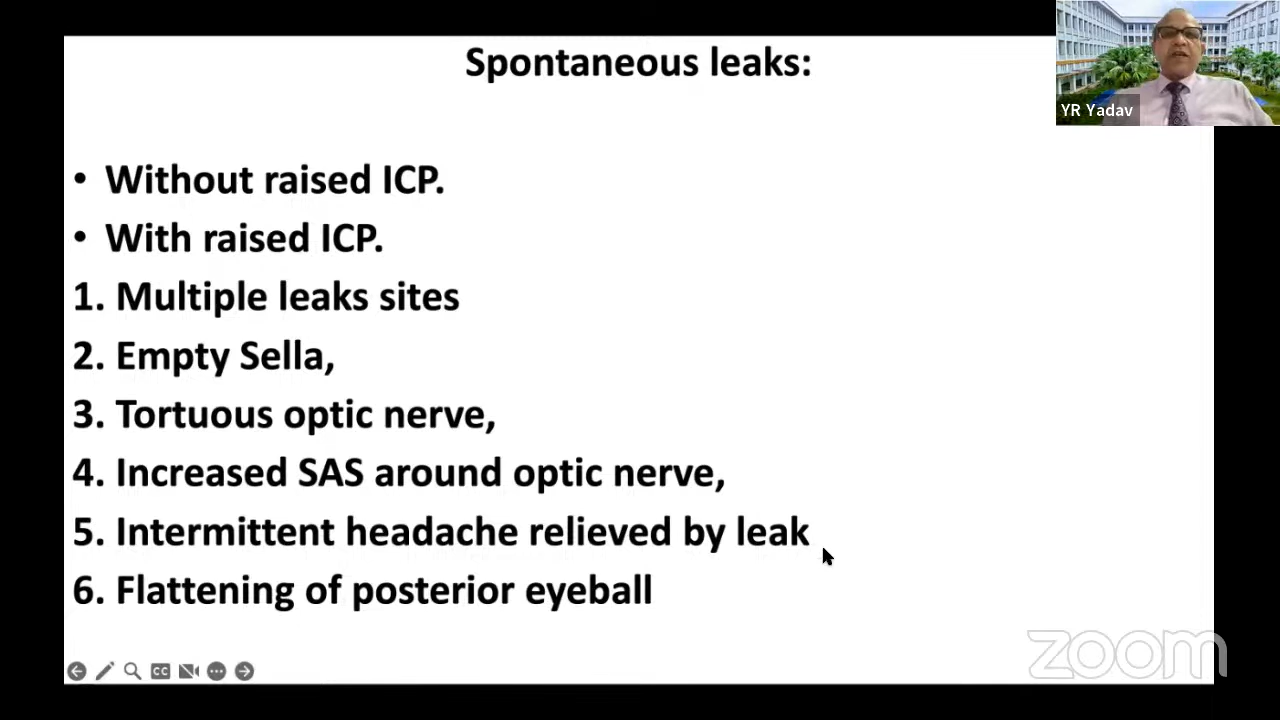 Spontaneous leaks:
YR Yadav
• Without raised ICP.
• With raised ICP.
1. Multiple leaks sites
2. Empty Sella,
3. Tortuous optic nerve,
4. Increased SAS around optic nerve,
5. Intermittent headache relieved by leak
6. Flattening of posterior eyeball
CC
zoom